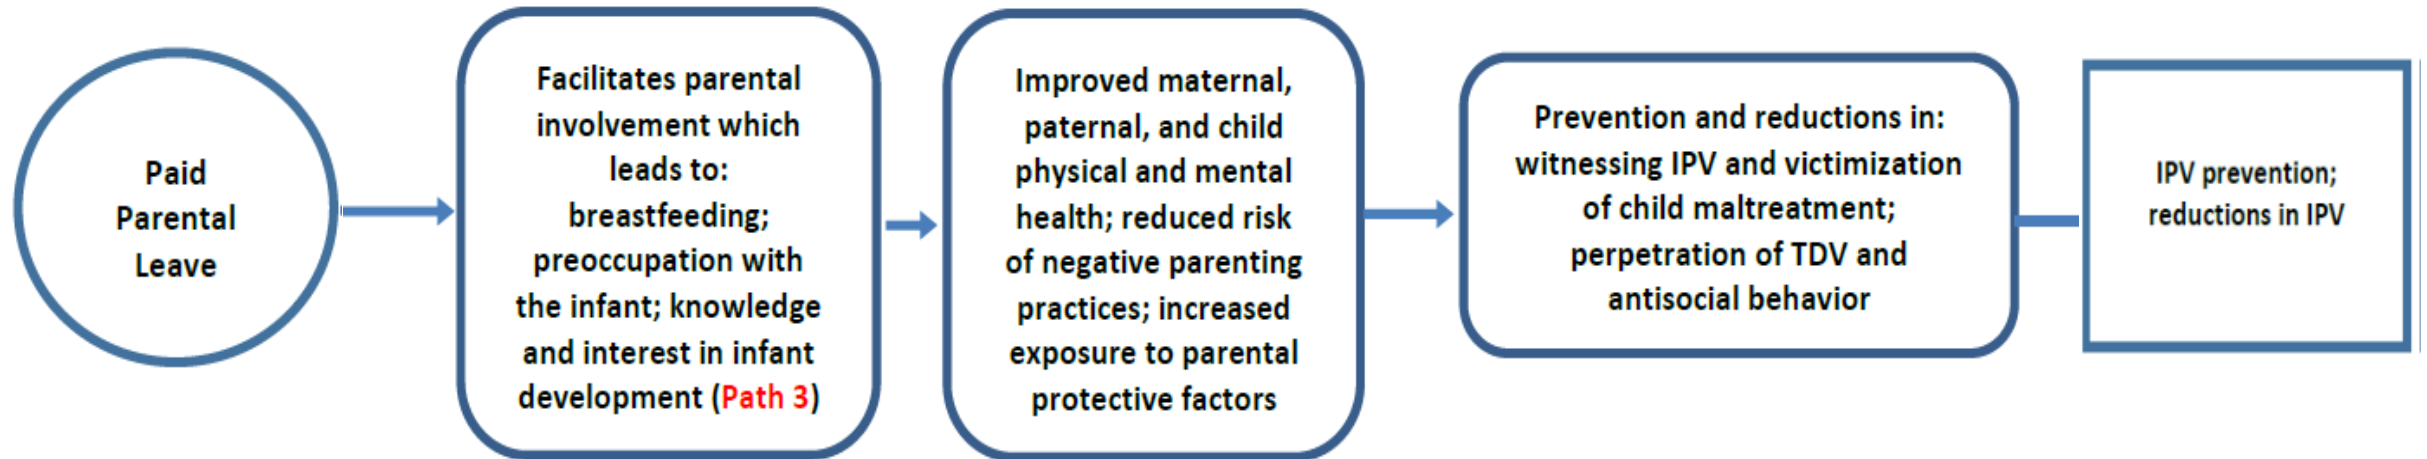 Paid
Parental
Leave
Facilitates parental
involvement which
leads to:
breastfeeding;
preoccupation with
the infant; knowledge
and interest in infant
development (Path 3)
Improved maternal,
paternal, and child
physical and mental
health; reduced risk
of negative parenting
practices; increased
exposure to parental
protective factors
Prevention and reductions in:
witnessing IPV and victimization
of child maltreatment;
perpetration of TDV and
antisocial behavior
IPV prevention;
reductions in IPV